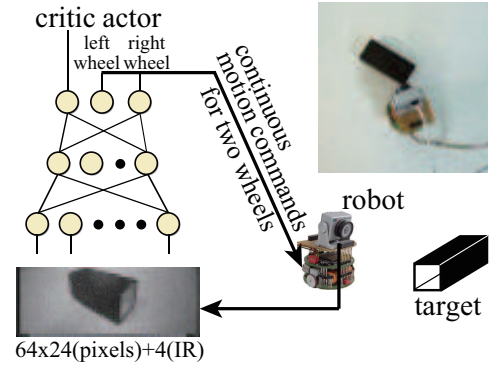 critic actor
left
wheel
right
wheel
continuous
motion commands
for two wheels
robot
target
64x24(pixels)+4(IR)